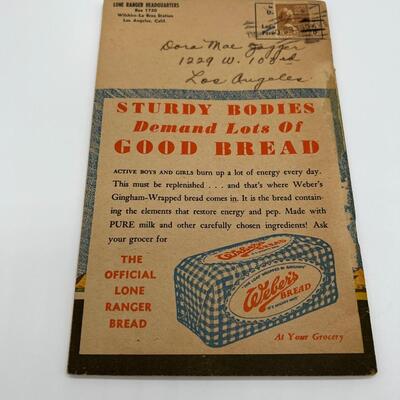 LONE RANGER HEADQUARTERS
Box 1730
Wilshire-La Brea Station
Los Angeles, Calif.
Dora Mae
1229 W. 103rd
Los Angeles
STURDY BODIES
Demand Lots Of
GOOD BREAD
ACTIVE BOYS AND GIRLS burn up a lot of energy every day.
This must be replenished . . . and that's where Weber's
Gingham-Wrapped bread comes in. It is the bread contain-
ing the elements that restore energy and pep. Made with
PURE milk and other carefully chosen ingredients! Ask
your grocer for
THE
OFFICIAL
LONE
RANGER
BREAD
Weber's
BREAD
At Your Grocery